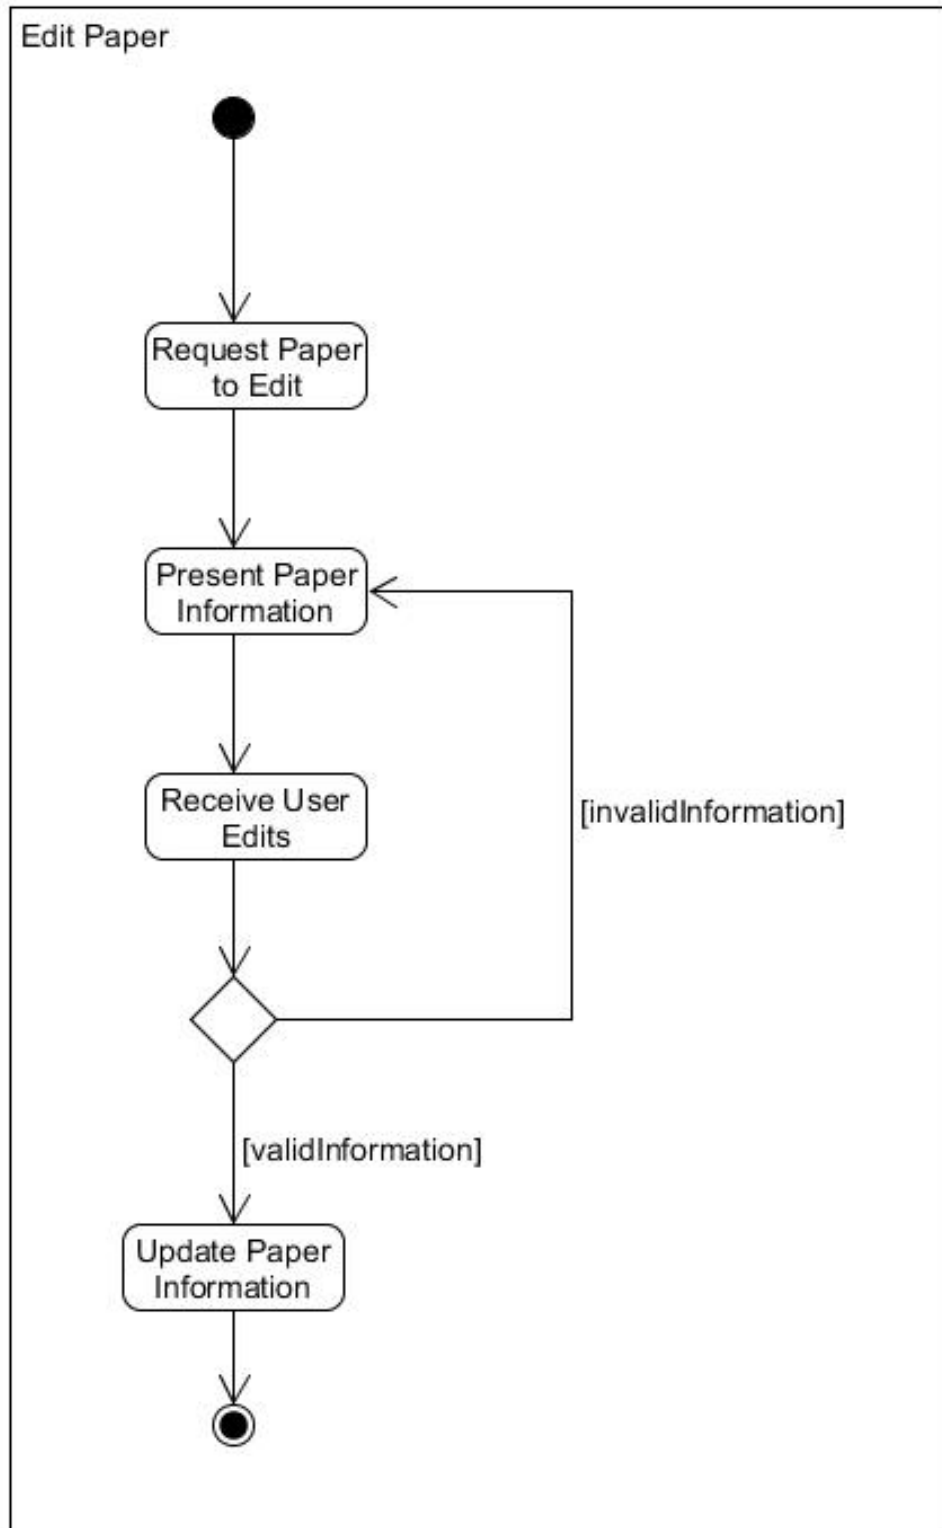 Edit Paper
Request Paper
to Edit
Present Paper
Information
Receive User
Edits
[invalidInformation]
[validInformation]
Update Paper
Information